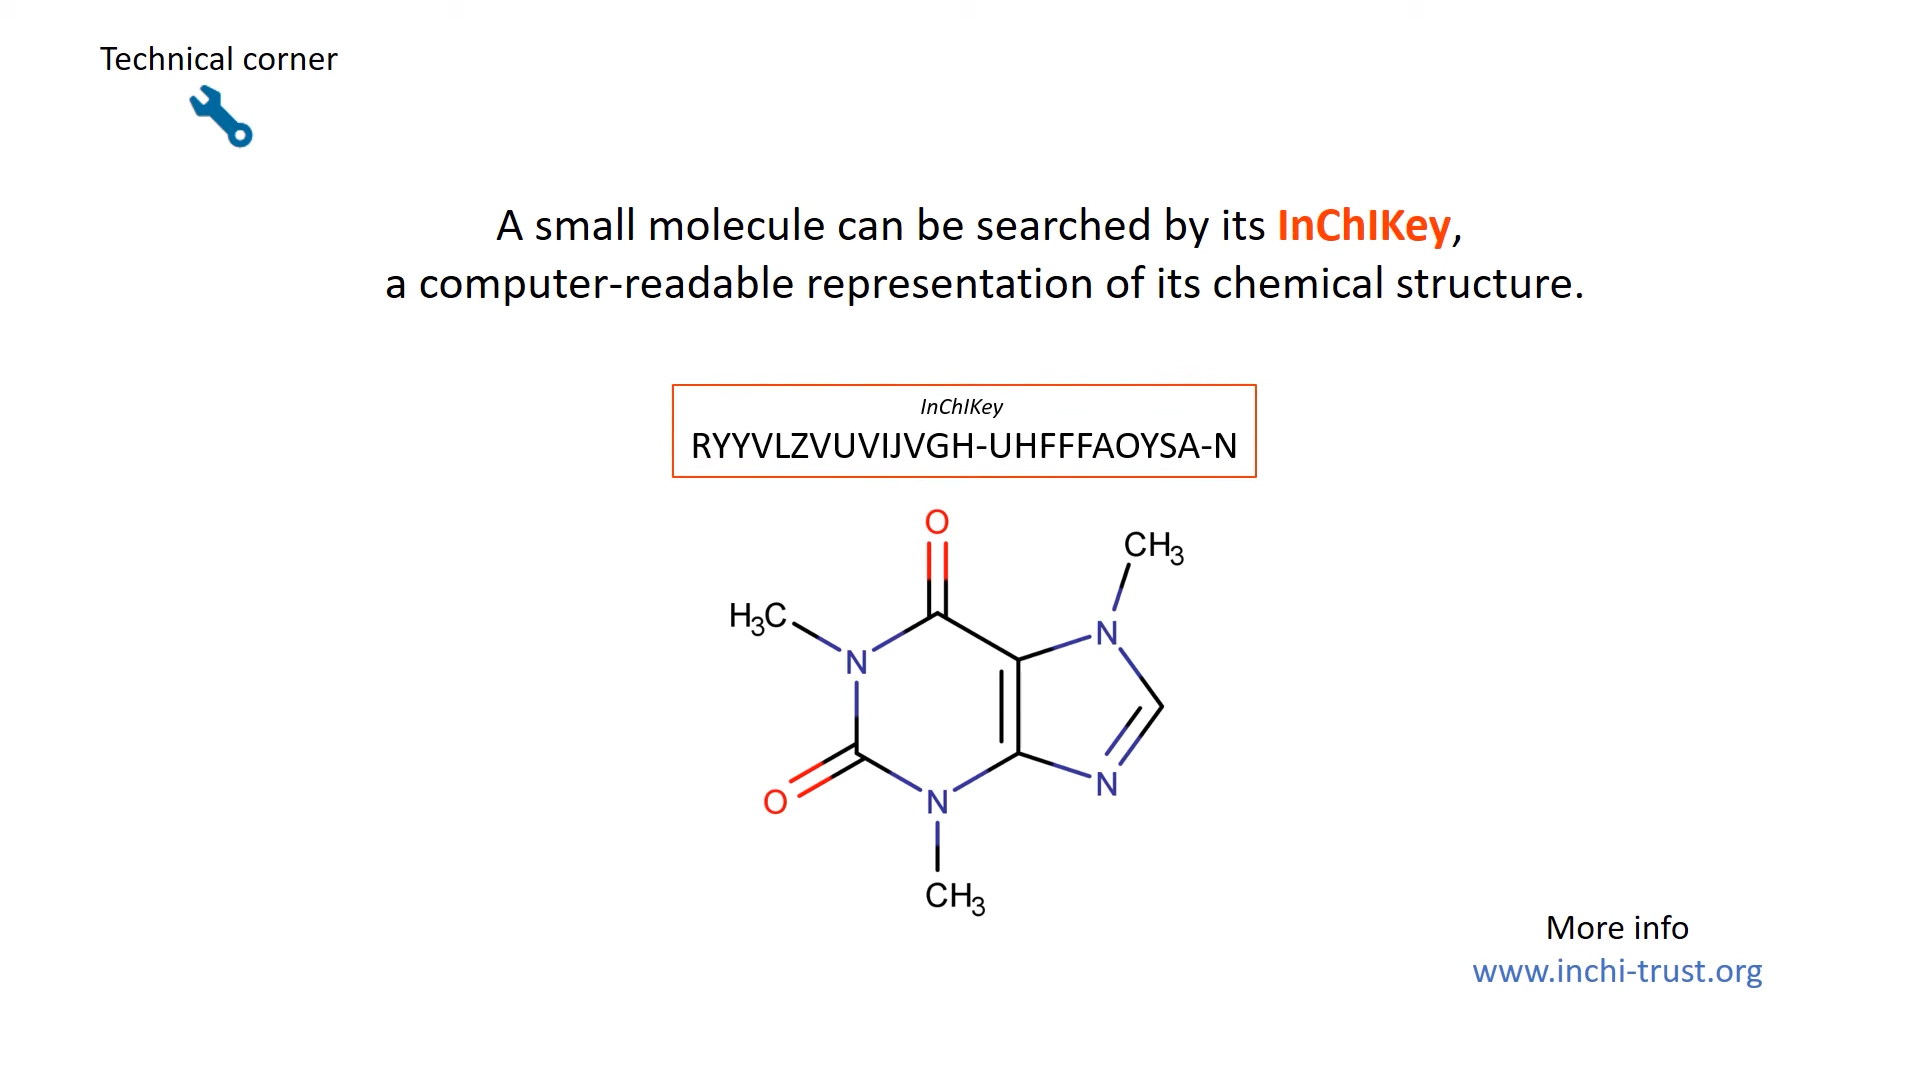 Technical corner
A small molecule can be searched by its InChIKey,
a computer-readable representation of its chemical structure.
InChIKey
RYYVLZVUVIJVGH-UHFFFAOYSA-N
O
CH3
H3C
N
N
O
N
N
CH3
More info
www.inchi-trust.org